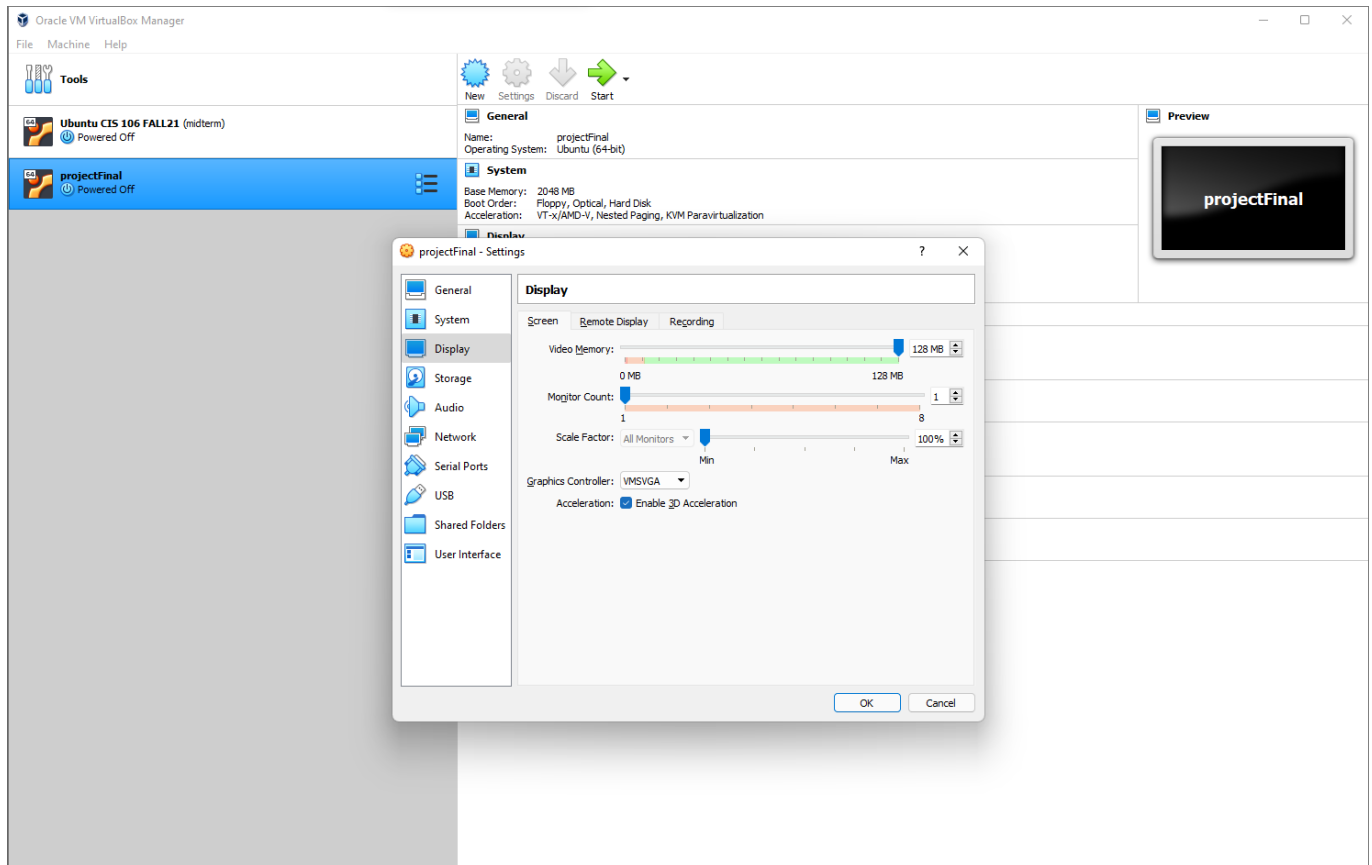 Oracle VM VirtualBox Manager
File Machine Help
Tools
New Settings Discard Start
64
Ubuntu CIS 106 FALL21 (midterm)
Powered Off
64
projectFinal
Powered Off
General
Name: projectFinal
Operating System: Ubuntu (64-bit)
System
Base Memory: 2048 MB
Boot Order: Floppy, Optical, Hard Disk
Acceleration: VT-x/AMD-V, Nested Paging, KVM Paravirtualization
Display
Preview
projectFinal
projectFinal - Settings
?
General
System
Display
Storage
Audio
Network
Serial Ports
USB
Shared Folders
User Interface
Display
Screen Remote Display Recording
Video Memory: 128 MB
0 MB 128 MB
Monitor Count: 1
1 8
Scale Factor: All Monitors 100%
Min Max
Graphics Controller: VMSVGA
Acceleration: Enable 3D Acceleration
OK Cancel